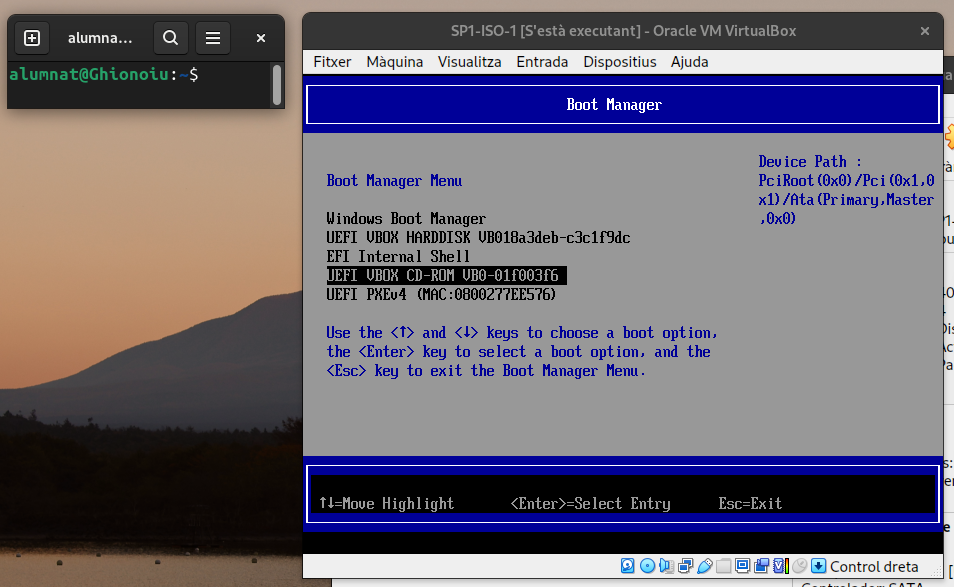 alumna...
alumnat@Ghionoiu:~$
SP1-ISO-1 [S'està executant] - Oracle VM VirtualBox
Fitxer Màquina Visualitza Entrada Dispositius Ajuda
Boot Manager
Device Path :
PciRoot(0x0)/Pci(0x1,0
x1)/Ata(Primary,Master
,0x0)
Boot Manager Menu
Windows Boot Manager
UEFI VBOX HARDDISK VB018a3deb-c3c1f9dc
EFI Internal Shell
UEFI VBOX CD-ROM VB0-01f003f6
UEFI PXEv4 (MAC:0800277EE576)
Use the <↑> and <↓> keys to choose a boot option,
the <Enter> key to select a boot option, and the
<Esc> key to exit the Boot Manager Menu.
↑↓=Move Highlight <Enter>=Select Entry Esc=Exit
Control dreta